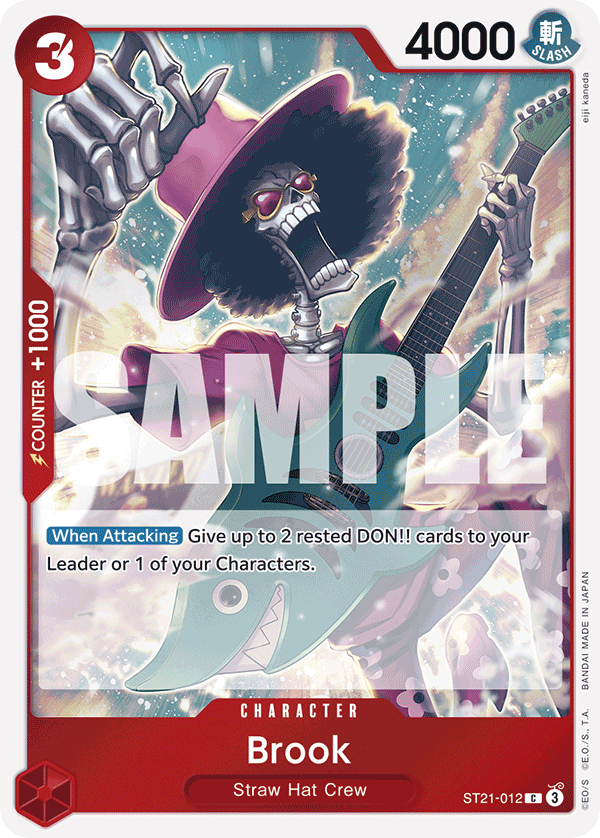 3
4000
斬
SLASH
eiji kaneda
COUNTER +1000
SAMPLE
When Attacking Give up to 2 rested DON!! cards to your
Leader or 1 of your Characters.
CHARACTER
Brook
Straw Hat Crew
ST21-012 C 3
©E.O/S ©E.O./S., T.A. BANDAI MADE IN JAPAN